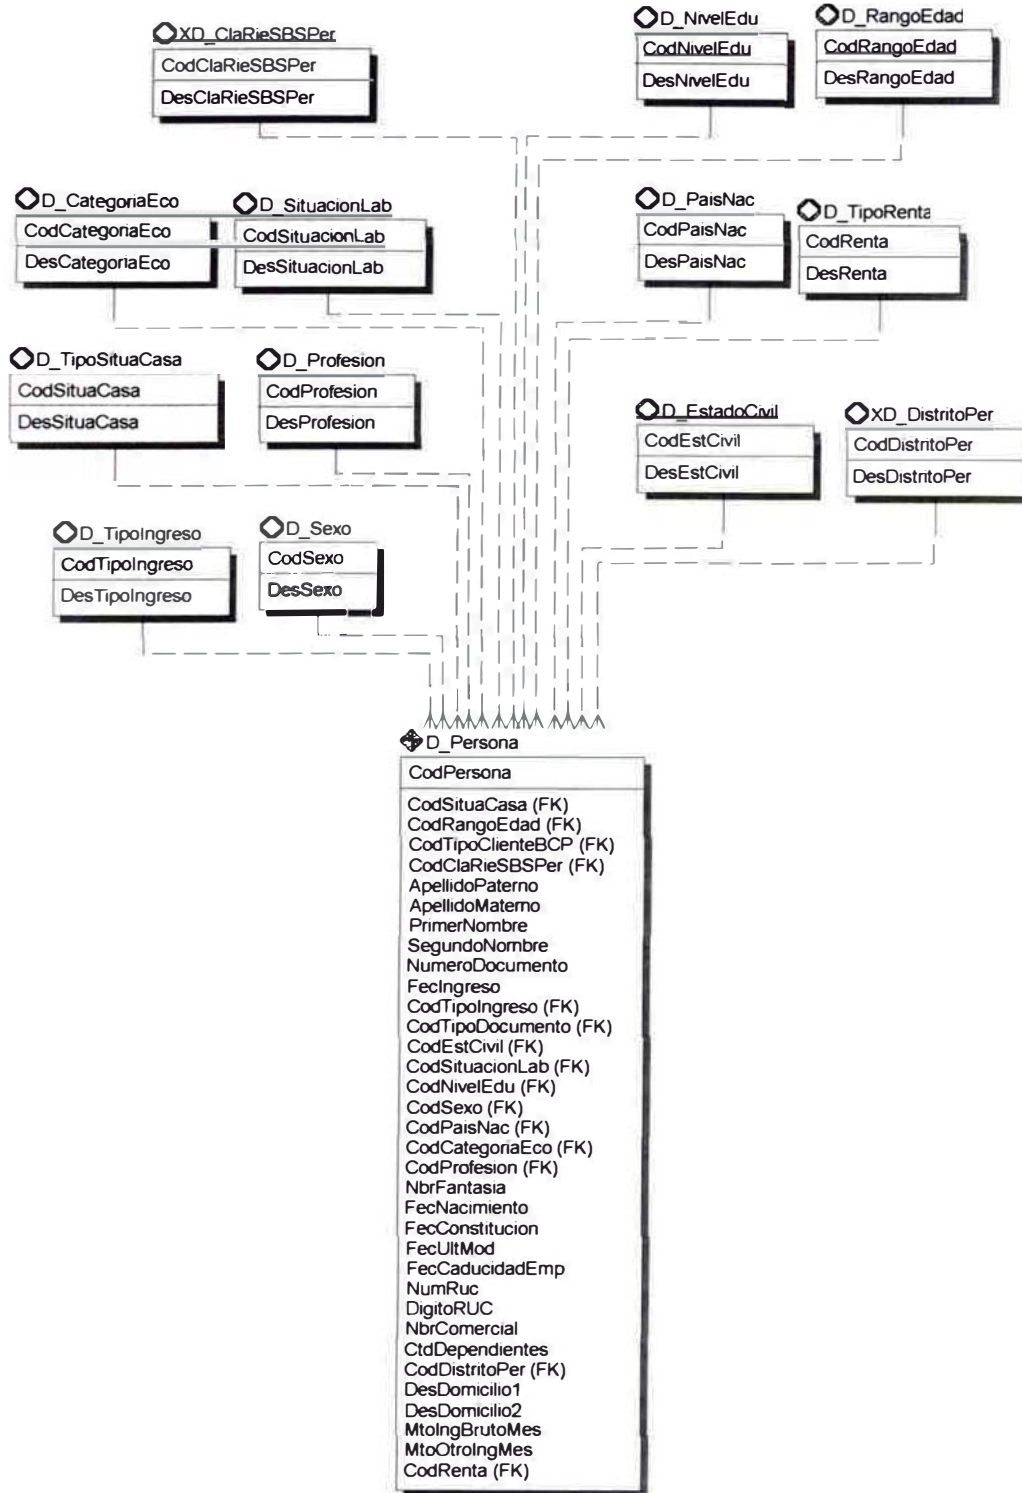 XD_ClaRieSBSPer
CodClaRieSBSPer
DesClaRieSBSPer
D_NivelEdu
CodNivelEdu
DesNivelEdu
D_RangoEdad
CodRangoEdad
DesRangoEdad
D_CategoriaEco
CodCategoriaEco
DesCategoriaEco
D_SituacionLab
CodSituacionLab
DesSituacionLab
D_PaisNac
CodPaisNac
DesPaisNac
D_TipoRenta
CodRenta
DesRenta
D_TipoSituaCasa
CodSituaCasa
DesSituaCasa
D_Profesion
CodProfesion
DesProfesion
D_EstadoCivil
CodEstCivil
DesEstCivil
XD_DistritoPer
CodDistritoPer
DesDistritoPer
D_TipoIngreso
CodTipoIngreso
DesTipoIngreso
D_Sexo
CodSexo
DesSexo
D_Persona
CodPersona
CodSituaCasa (FK)
CodRangoEdad (FK)
CodTipoClienteBCP (FK)
CodClaRieSBSPer (FK)
ApellidoPaterno
ApellidoMaterno
PrimerNombre
SegundoNombre
NumeroDocumento
FecIngreso
CodTipoIngreso (FK)
CodTipoDocumento (FK)
CodEstCivil (FK)
CodSituacionLab (FK)
CodNivelEdu (FK)
CodSexo (FK)
CodPaisNac (FK)
CodCategoriaEco (FK)
CodProfesion (FK)
NbrFantasia
FecNacimiento
FecConstitucion
FecUltMod
FecCaducidadEmp
NumRuc
DigitoRUC
NbrComercial
CtdDependientes
CodDistritoPer (FK)
DesDomicilio1
DesDomicilio2
MtoIngBrutoMes
MtoOtroIngMes
CodRenta (FK)